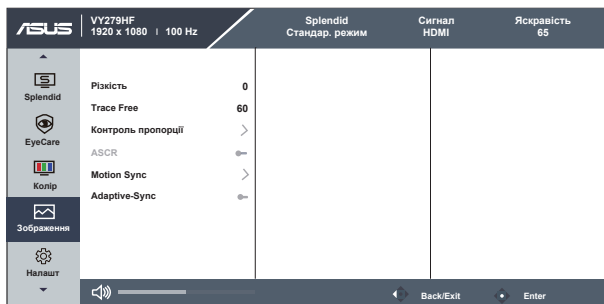 ASUS
VY279HF
1920 x 1080 | 100 Hz
Splendid
Стандар. режим
Сигнал
HDMI
Яскравість
65
Splendid
EyeCare
Колір
Зображення
Налашт
Різкість 0
Trace Free 60
Контроль пропорції
ASCR
Motion Sync
Adaptive-Sync
Back/Exit
Enter